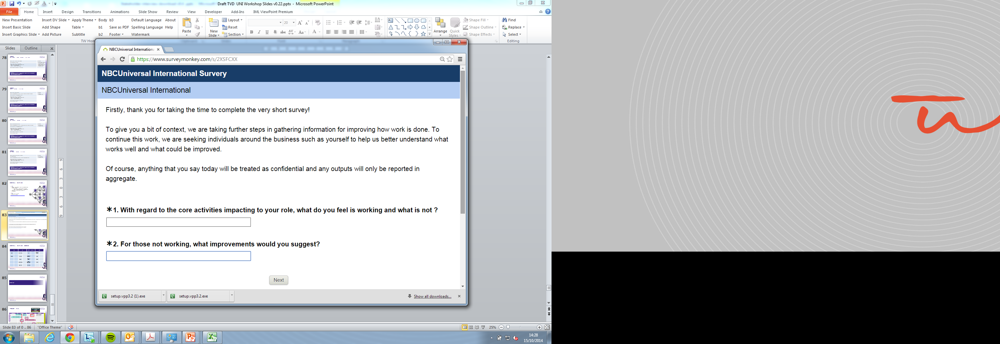 Draft TVD UNI Workshop Slides v0.22.pptx - Microsoft PowerPoint
File Home Insert Design Transitions Animations Slide Show Review View Developer Add-Ins IML ViewPoint Premium
New Presentation Insert DV Slide Apply Theme Body b3 Default Language About
Insert Basic Slide Add Shape Table b1 Save as PDF Spelling Language Help
Insert Graphics Slide Add Picture Subtitle b2 Footer Watermark
TW Hom
Paste
New Slide
Layout
Reset
Section
20
Arrange
Quick Styles
Shape Fill
Shape Outline
Shape Effects
Find
Replace
Select
Editing
Slides Outline
78
79
80
81
82
83
84
85
86
NBCUniversal Internationa
https://www.surveymonkey.com/s/2XSFCXX
NBCUniversal International Survery
NBCUniversal International
Firstly, thank you for taking the time to complete the very short survey!
To give you a bit of context, we are taking further steps in gathering information for improving how work is done. To
continue this work, we are seeking individuals around the business such as yourself to help us better understand what
works well and what could be improved.
Of course, anything that you say today will be treated as confidential and any outputs will only be reported in
aggregate.
*1. With regard to the core activities impacting to your role, what do you feel is working and what is not ?
*2. For those not working, what improvements would you suggest?
Next
setup.vpp3.2 (1).exe setup.vpp3.2.exe Show all downloads...
Slide 83 of 0 .. 86 "Office Theme" 25%
14:28
15/10/2014